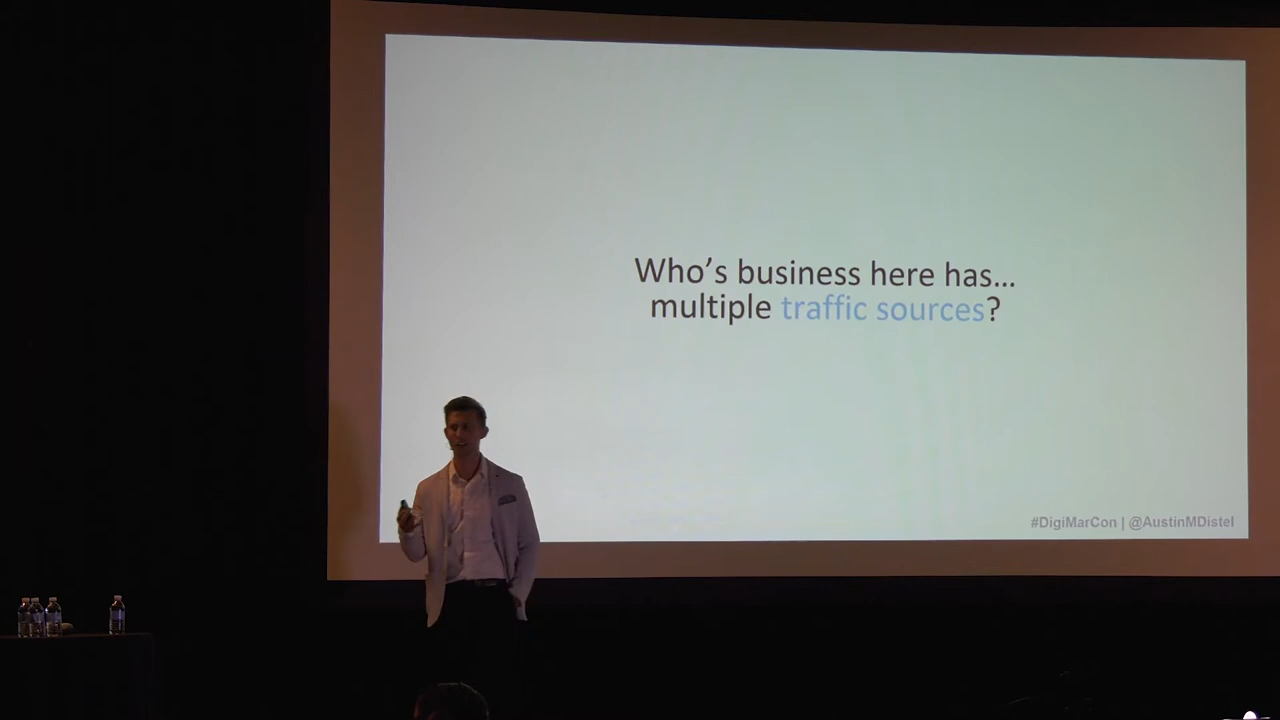 Who’s business here has...
multiple traffic sources?
#DigiMarCon | @AustinMDistel